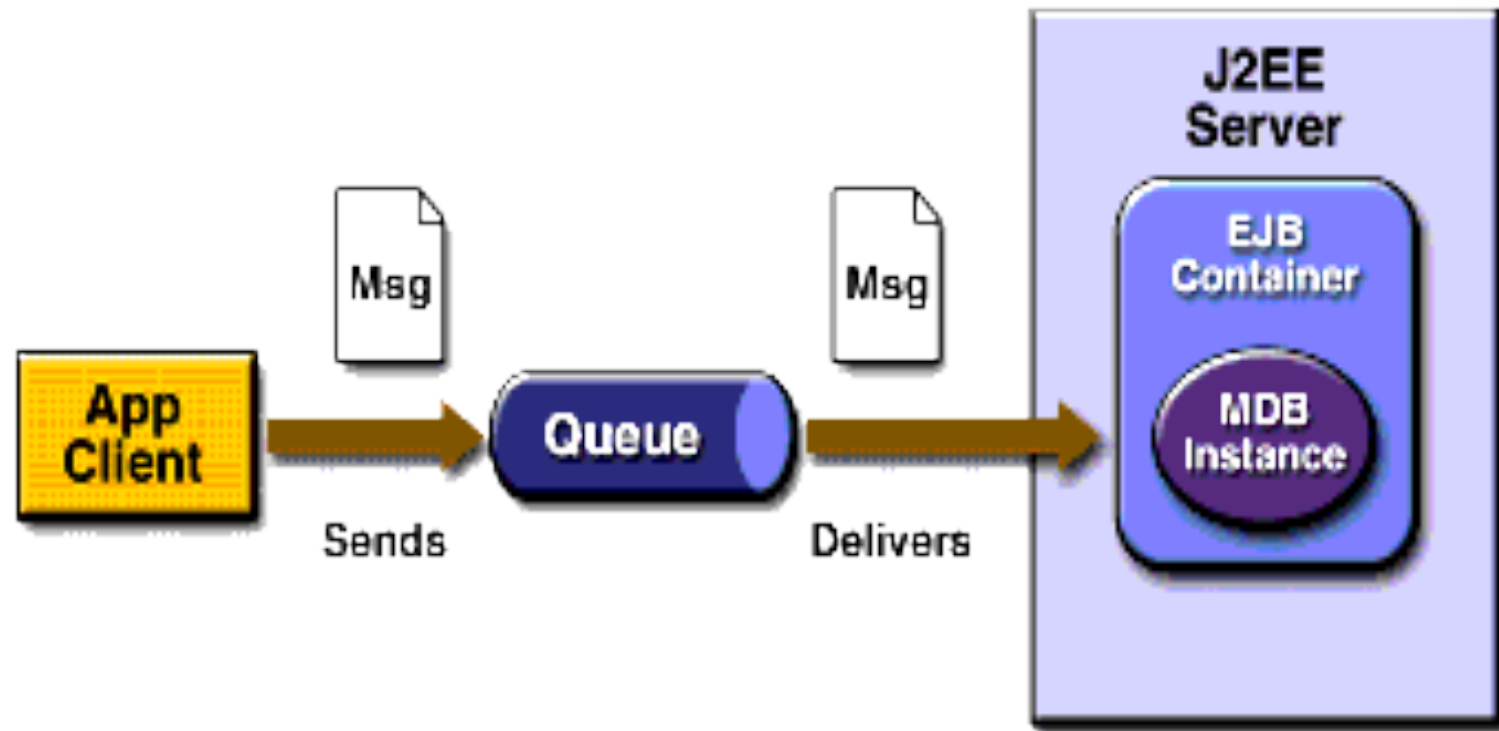 J2EE
Server
Msg
Msg
EJB
Container
App
Client
Queue
MDB
Instance
Sends
Delivers